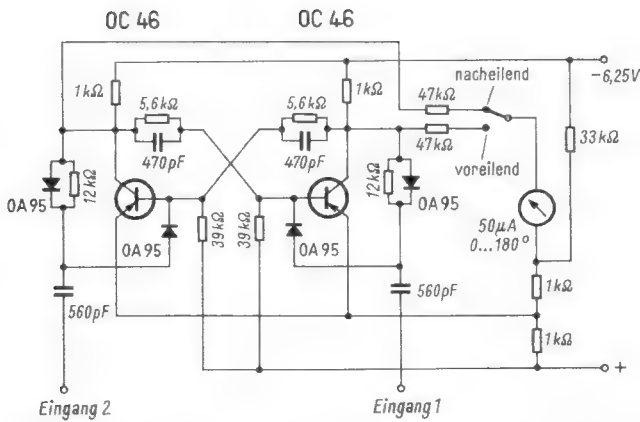 OC 46
OC 46
−6,25V
1kΩ
5,6kΩ
470pF
5,6kΩ
470pF
1kΩ
47kΩ
nacheilend
47kΩ
voreilend
33kΩ
12kΩ
OA95
OA95
39kΩ
39kΩ
OA95
12kΩ
OA95
50μA
0...180°
560pF
560pF
1kΩ
1kΩ
+
Eingang 2
Eingang 1